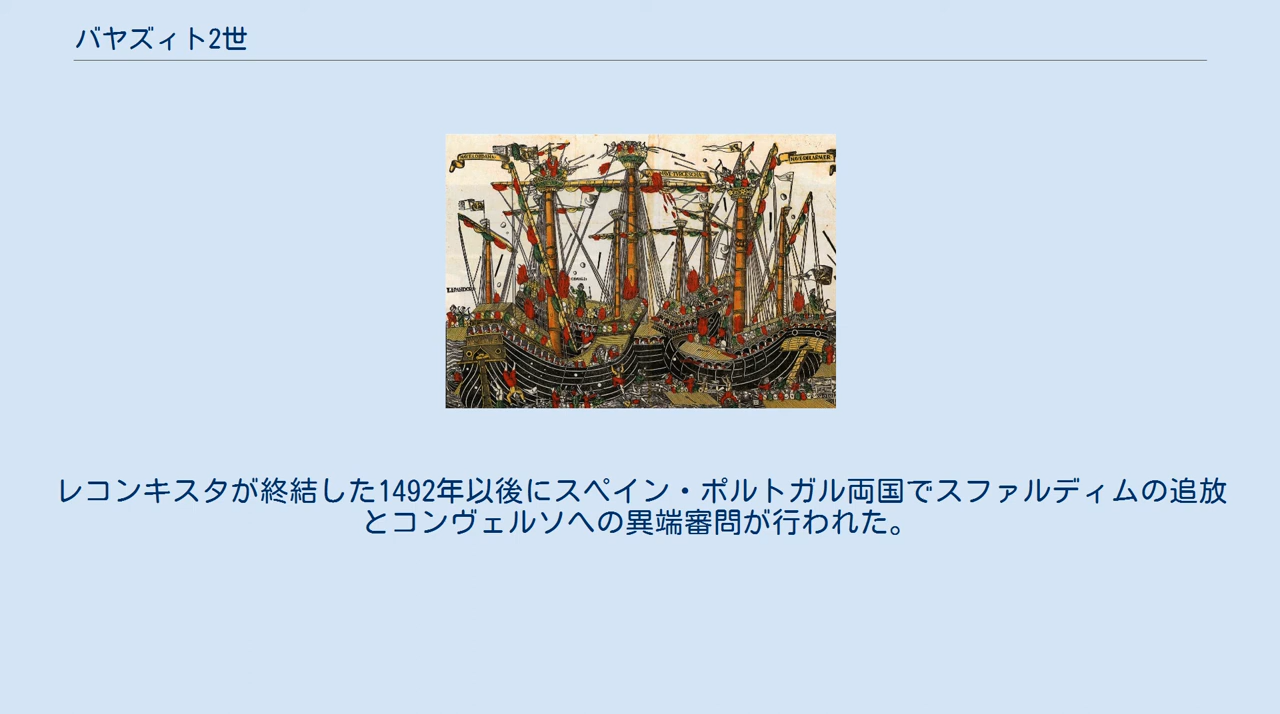 バヤズィト2世
レコンキスタが終結した1492年以後にスペイン・ポルトガル両国でスファルディムの追放
とコンヴェルソへの異端審問が行われた。